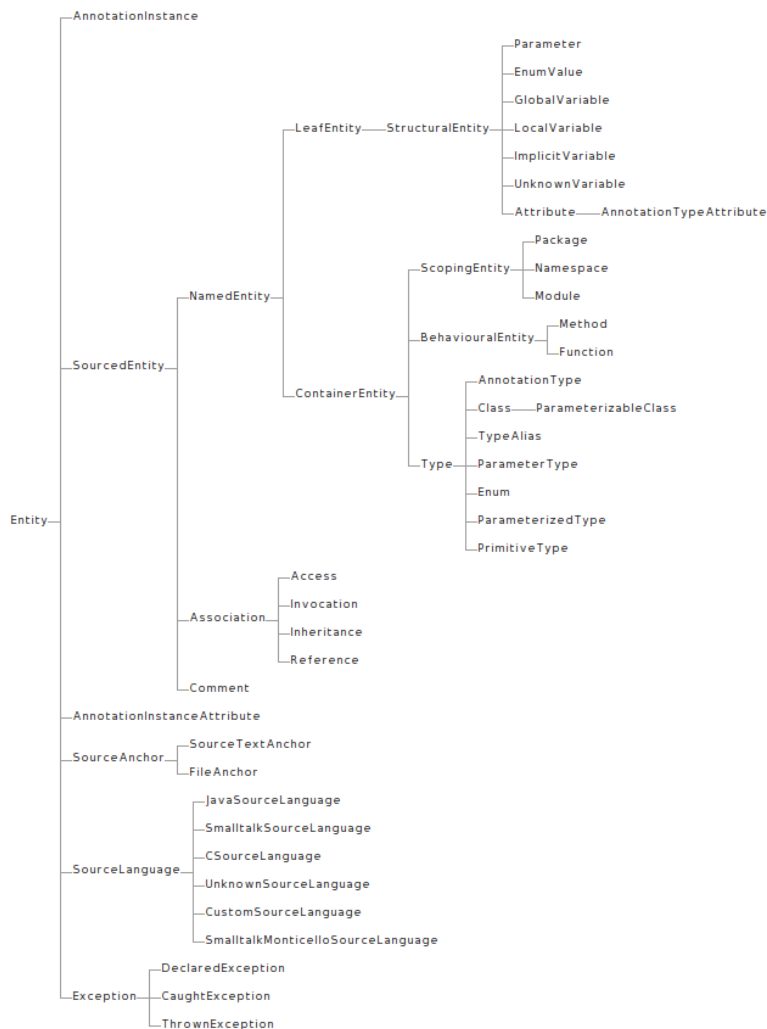 AnnotationInstance
Parameter
EnumValue
GlobalVariable
LeafEntity StructuralEntity LocalVariable
ImplicitVariable
UnknownVariable
Attribute AnnotationTypeAttribute
Package
ScopingEntity Namespace
NamedEntity Module
Method
BehaviouralEntity
Function
SourcedEntity
AnnotationType
ContainerEntity
Class ParameterizableClass
TypeAlias
Type ParameterType
Enum
Entity ParameterizedType
PrimitiveType
Access
Invocation
Association
Inheritance
Reference
Comment
AnnotationInstanceAttribute
SourceTextAnchor
SourceAnchor
FileAnchor
JavaSourceLanguage
SmalltalkSourceLanguage
CSourceLanguage
SourceLanguage
UnknownSourceLanguage
CustomSourceLanguage
SmalltalkMonticelloSourceLanguage
DeclaredException
Exception CaughtException
ThrownException